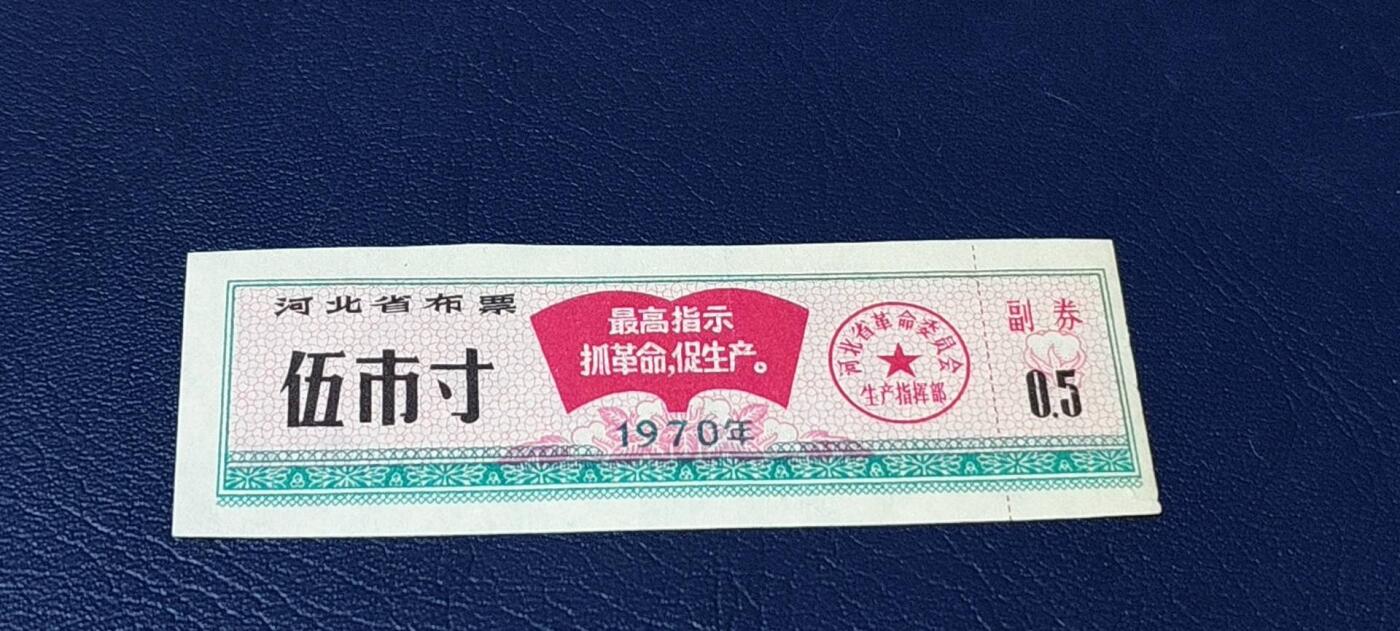 河北省布票
伍市寸
最高指示
抓革命,促生产。
1970年
河北省革命委员会
生产指挥部
副券
0.5